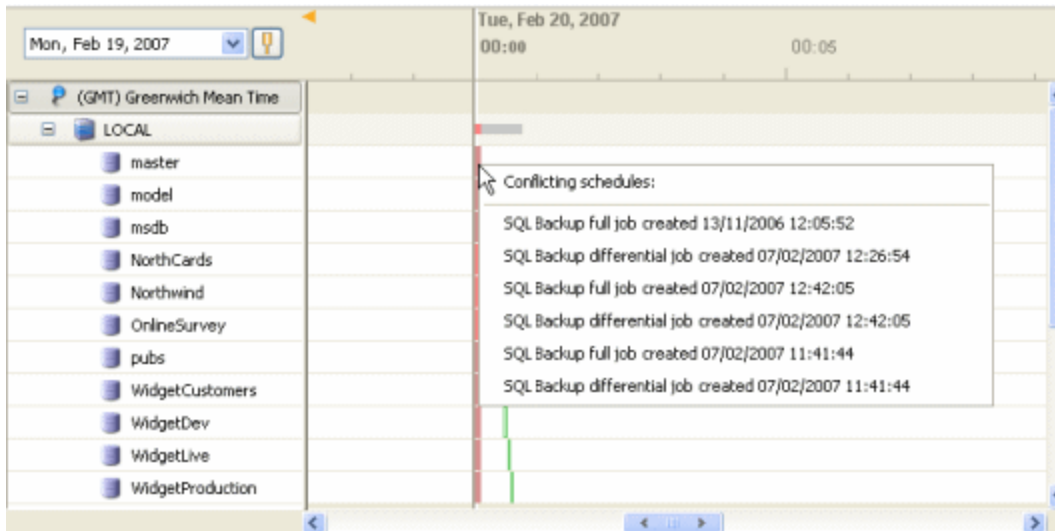 Tue, Feb 20, 2007
Mon, Feb 19, 2007
00:00
00:05
(GMT) Greenwich Mean Time
LOCAL
master
model
msdb
NorthCards
Northwind
OnlineSurvey
pubs
WidgetCustomers
WidgetDev
WidgetLive
WidgetProduction
Conflicting schedules:
SQL Backup full job created 13/11/2006 12:05:52
SQL Backup differential job created 07/02/2007 12:26:54
SQL Backup full job created 07/02/2007 12:42:05
SQL Backup differential job created 07/02/2007 12:42:05
SQL Backup full job created 07/02/2007 11:41:44
SQL Backup differential job created 07/02/2007 11:41:44